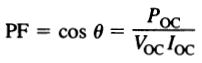 PF = cos θ = P_OC / V_OC I_OC